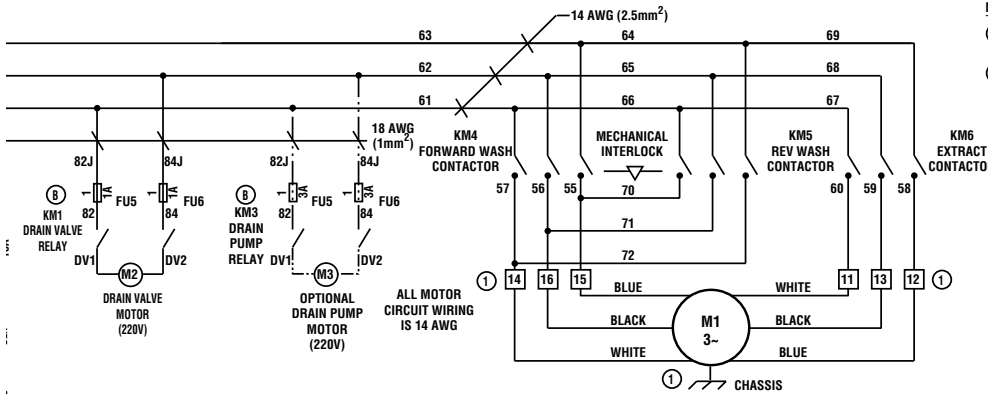 14 AWG (2.5mm2)
63 64 69
62 65 68
61 66 67
18 AWG
(1mm2)
82J 84J 82J 84J
KM4
FORWARD WASH
CONTACTOR
MECHANICAL
INTERLOCK
KM5
REV WASH
CONTACTOR
KM6
EXTRACT
CONTACTO
B
KM1
DRAIN VALVE
RELAY
1 1A FU5
1 1A FU6
82 84
DV1 M2 DV2
DRAIN VALVE
MOTOR
(220V)
B
KM3
DRAIN
PUMP
RELAY
1 3A FU5
1 3A FU6
82 84
DV1 M3 DV2
OPTIONAL
DRAIN PUMP
MOTOR
(220V)
ALL MOTOR
CIRCUIT WIRING
IS 14 AWG
57 56 55 60 59 58
70
71
72
1 14 16 15 11 13 12 1
BLUE WHITE
BLACK BLACK
WHITE BLUE
M1
3~
1 CHASSIS